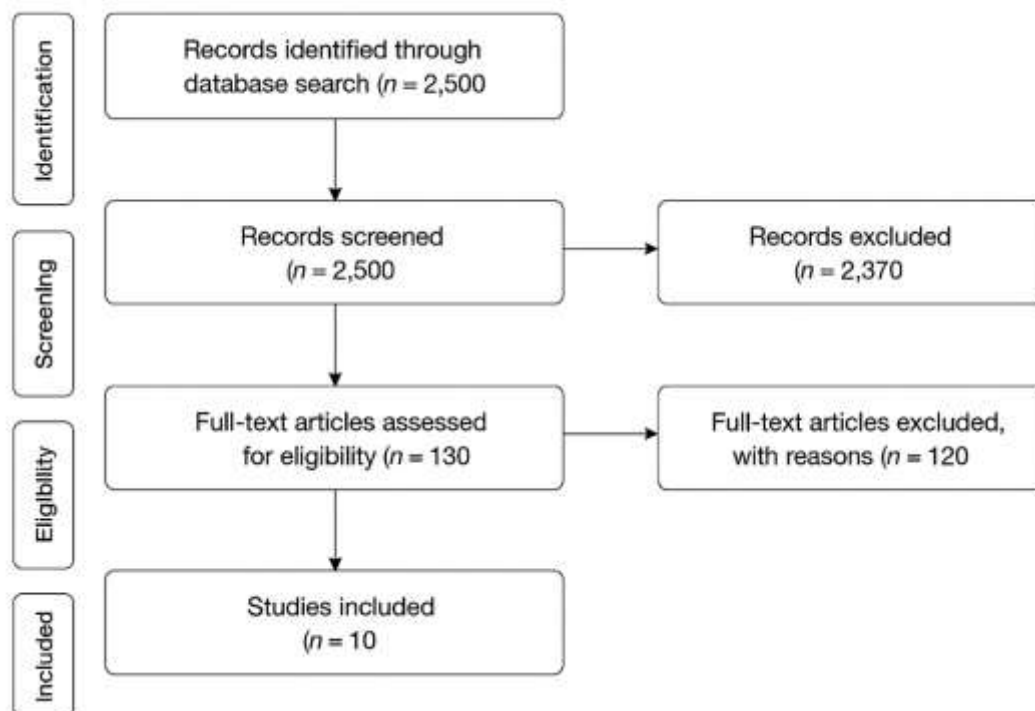 Identification
Records identified through
database search (n = 2,500
Screening
Records screened
(n = 2,500
Records excluded
(n = 2,370
Eligibility
Full-text articles assessed
for eligibility (n = 130
Full-text articles excluded,
with reasons (n = 120
Included
Studies included
(n = 10